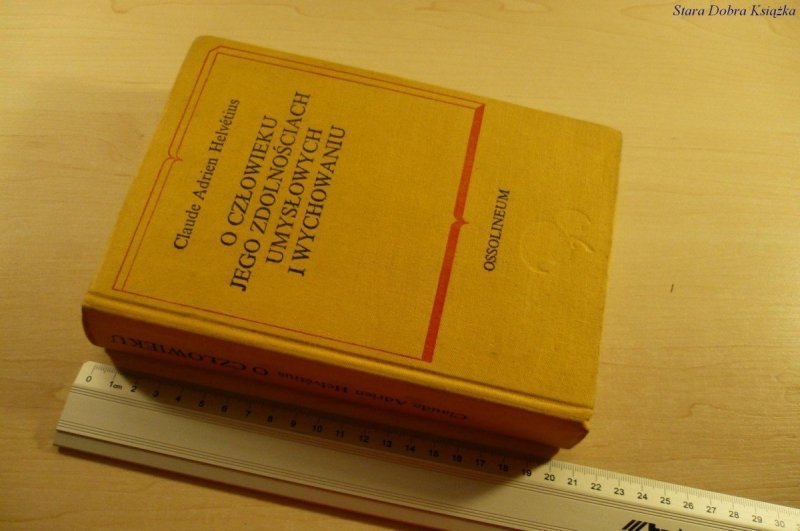 Stara Dobra Książka
Claude Adrien Helvétius
O CZŁOWIEKU
JEGO ZDOLNOŚCIACH
UMYSŁOWYCH
I WYCHOWANIU
OSSOLINEUM
Claude Adrien Helvétius O CZŁOWIEKU
0 1cm 2 3 4 5 6 7 8 9 10 11 12 13 14 15 16 17 18 19 20 21 22 23 24 25 26 27 28 29 30